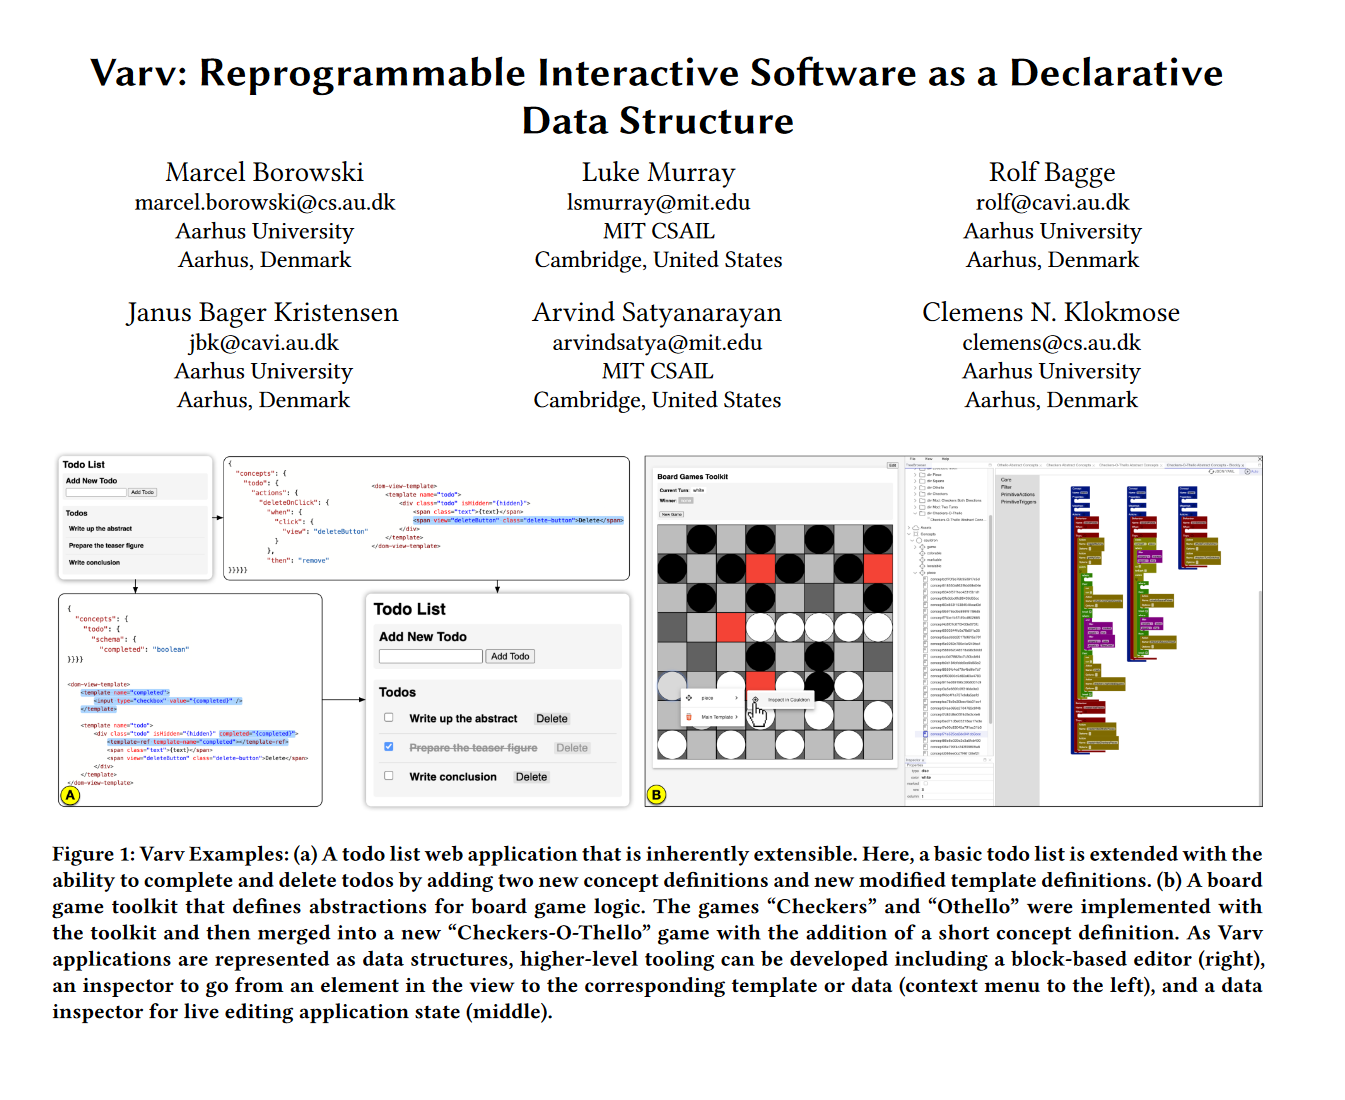 Varv: Reprogrammable Interactive Software as a Declarative
Data Structure
Marcel Borowski
marcel.borowski@cs.au.dk
Aarhus University
Aarhus, Denmark
Luke Murray
lsmurray@mit.edu
MIT CSAIL
Cambridge, United States
Rolf Bagge
rolf@cavi.au.dk
Aarhus University
Aarhus, Denmark
Janus Bager Kristensen
jbk@cavi.au.dk
Aarhus University
Aarhus, Denmark
Arvind Satyanarayan
arvindsatya@mit.edu
MIT CSAIL
Cambridge, United States
Clemens N. Klokmose
clemens@cs.au.dk
Aarhus University
Aarhus, Denmark
Todo List
Add New Todo
Add Todo
Todos
Write up the abstract
Prepare the teaser figure
Write conclusion
{
"concepts": {
"todo": {
"actions": {
"deleteOnClick": {
"when": {
"click": {
"view": "deleteButton"
}
},
"then": "remove"
}}}}}
<dom-view-template>
<template name="todo">
<div class="todo" isHidden="{hidden}">
<span class="text">{text}</span>
<span view="deleteButton" class="delete-button">Delete</span>
</div>
</template>
</dom-view-template>
{
"concepts": {
"todo": {
"schema": {
"completed": "boolean"
}}}}
<dom-view-template>
<template name="completed">
<input type="checkbox" value="{completed}" />
</template>
<template name="todo">
<div class="todo" isHidden="{hidden}" completed="{completed}">
<template-ref template-name="completed"></template-ref>
<span class="text">{text}</span>
<span view="deleteButton" class="delete-button">Delete</span>
</div>
</template>
</dom-view-template>
A
Todo List
Add New Todo
Add Todo
Todos
Write up the abstract Delete
Prepare the teaser figure Delete
Write conclusion Delete
Board Games Toolkit
Current Turn: white
Winner:
New Game
piece
Main Template
Inspect in Cauldron
B
File View Help
Core
Filter
PrimitiveActions
PrimitiveTriggers
Figure 1: Varv Examples: (a) A todo list web application that is inherently extensible. Here, a basic todo list is extended with the
ability to complete and delete todos by adding two new concept definitions and new modified template definitions. (b) A board
game toolkit that defines abstractions for board game logic. The games “Checkers” and “Othello” were implemented with
the toolkit and then merged into a new “Checkers-O-Thello” game with the addition of a short concept definition. As Varv
applications are represented as data structures, higher-level tooling can be developed including a block-based editor (right),
an inspector to go from an element in the view to the corresponding template or data (context menu to the left), and a data
inspector for live editing application state (middle).